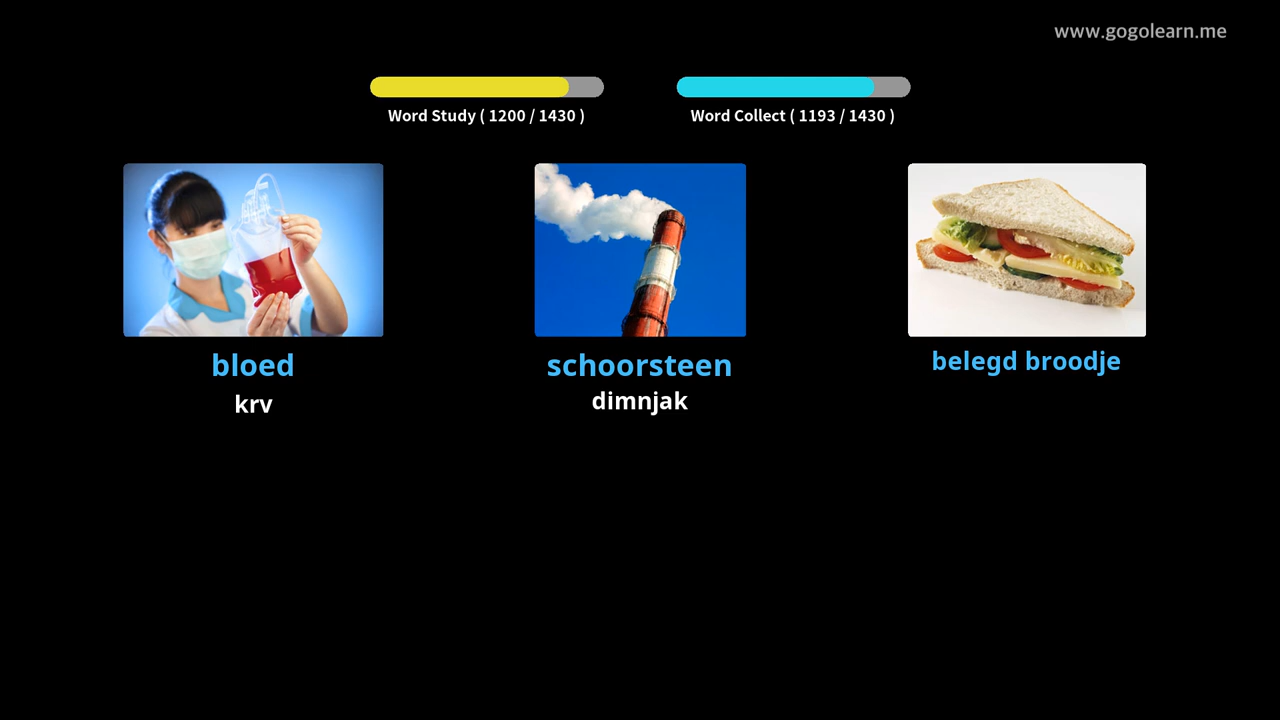 www.gogolearn.me
Word Study ( 1200 / 1430 )
Word Collect ( 1193 / 1430 )
bloed
krv
schoorsteen
dimnjak
belegd broodje